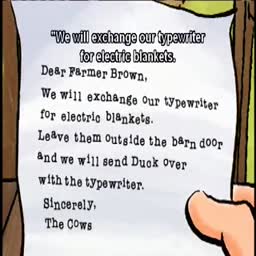 "We will exchange our typewriter
for electric blankets.
Dear Farmer Brown,
We will exchange our typewriter
for electric blankets.
Leave them outside the barn door
and we will send Duck over
with the typewriter.
Sincerely,
The Cows